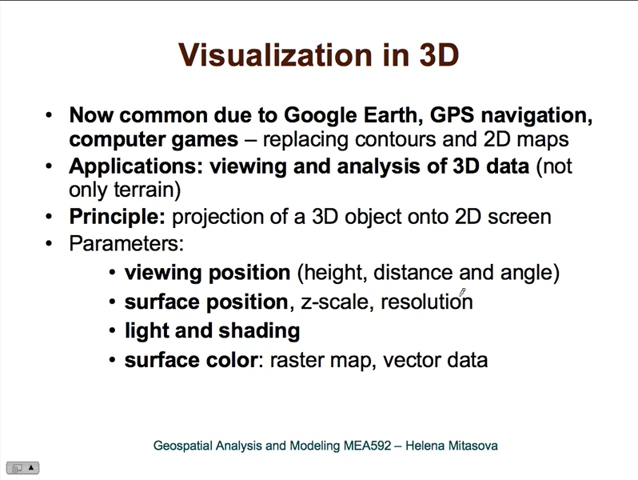 Visualization in 3D
• Now common due to Google Earth, GPS navigation,
computer games – replacing contours and 2D maps
• Applications: viewing and analysis of 3D data (not
only terrain)
• Principle: projection of a 3D object onto 2D screen
• Parameters:
• viewing position (height, distance and angle)
• surface position, z-scale, resolution
• light and shading
• surface color: raster map, vector data
Geospatial Analysis and Modeling MEA592 – Helena Mitasova